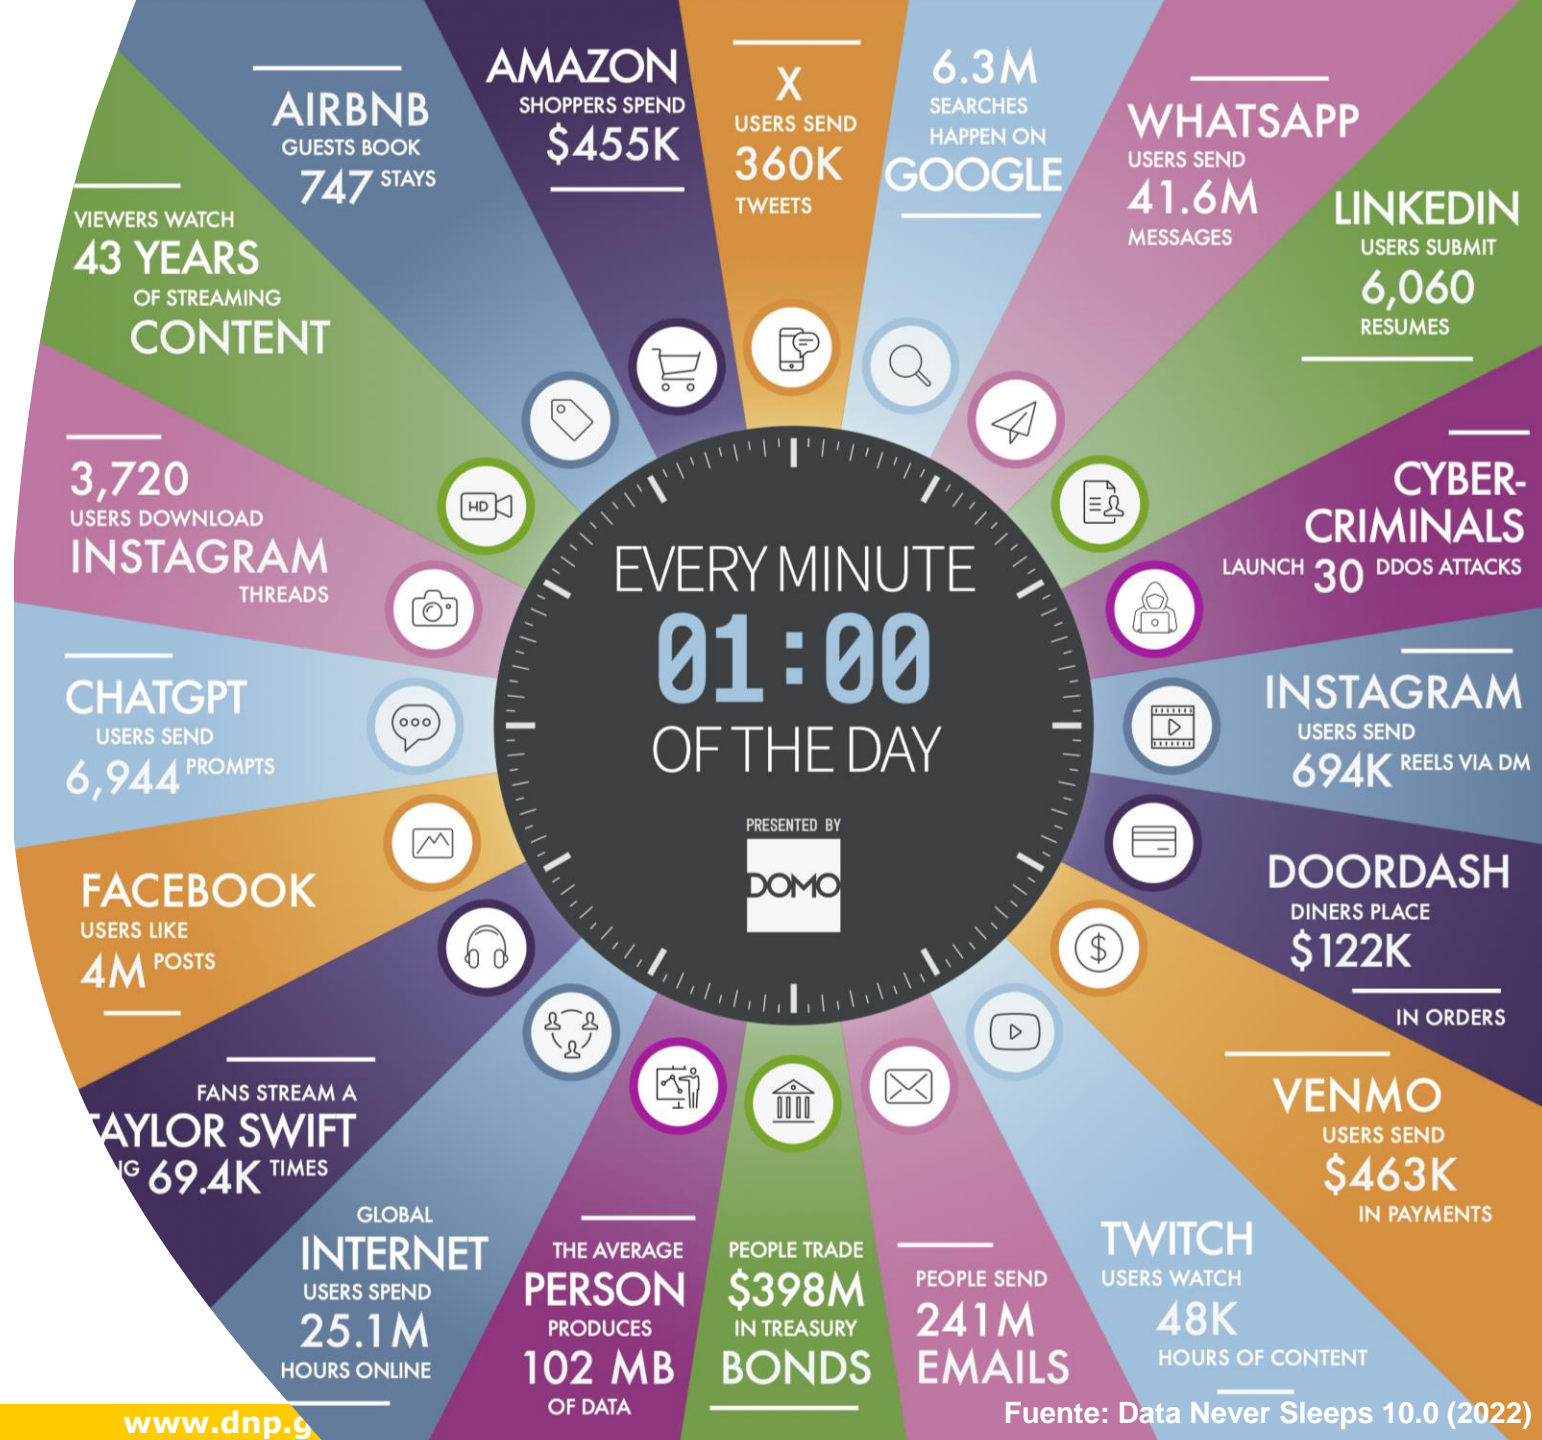 AIRBNB
GUESTS BOOK
747 STAYS
AMAZON
SHOPPERS SPEND
$455K
X
USERS SEND
360K
TWEETS
6.3M
SEARCHES
HAPPEN ON
GOOGLE
WHATSAPP
USERS SEND
41.6M
MESSAGES
LINKEDIN
USERS SUBMIT
6,060
RESUMES
CYBER-
CRIMINALS
LAUNCH 30 DDOS ATTACKS
INSTAGRAM
USERS SEND
694K REELS VIA DM
DOORDASH
DINERS PLACE
$122K
IN ORDERS
VENMO
USERS SEND
$463K
IN PAYMENTS
TWITCH
USERS WATCH
48K
HOURS OF CONTENT
PEOPLE SEND
241M
EMAILS
PEOPLE TRADE
$398M
IN TREASURY
BONDS
THE AVERAGE
PERSON
PRODUCES
102 MB
OF DATA
GLOBAL
INTERNET
USERS SPEND
25.1M
HOURS ONLINE
FANS STREAM A
AYLOR SWIFT
NG 69.4K TIMES
FACEBOOK
USERS LIKE
4M POSTS
CHATGPT
USERS SEND
6,944 PROMPTS
3,720
USERS DOWNLOAD
INSTAGRAM
THREADS
VIEWERS WATCH
43 YEARS
OF STREAMING
CONTENT
HD
EVERY MINUTE
01:00
OF THE DAY
PRESENTED BY
DOMO
www.dnp.g
Fuente: Data Never Sleeps 10.0 (2022)